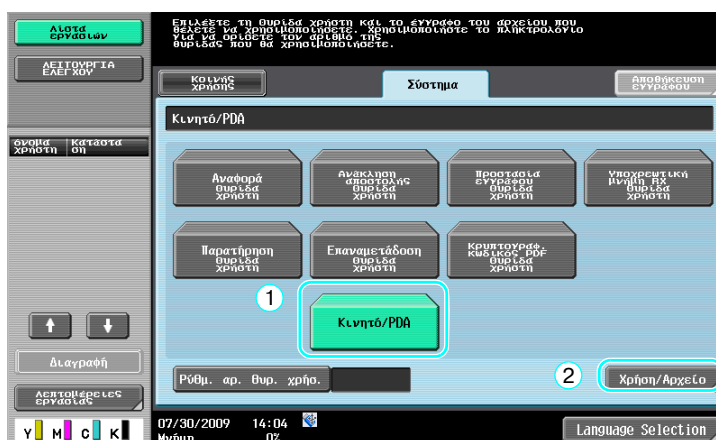 Λίστα
εργασιών
ΛΕΙΤΟΥΡΓΙΑ
ΕΛΕΓΧΟΥ
όνομα
χρήστη
Κατάστα
ση
Διαγραφή
Λεπτομέρειες
εργασίας
Y M C K
Επιλέξτε τη θυρίδα χρήστη και το έγγραφο του αρχείου που
θέλετε να χρησιμοποιήσετε. Χρησιμοποιήστε το πληκτρολόγιο
για να ορίσετε τον αριθμό της
θυρίδας που θα χρησιμοποιήσετε.
Κοινής
χρήσης
Σύστημα
Αποθήκευση
εγγράφου
Κινητό/PDA
Αναφορά
θυρίδα
χρήστη
Ανάκληση
αποστολής
θυρίδα
χρήστη
Προστασία
εγγράφου
θυρίδα
χρήστη
Υποχρεωτική
μνήμη RX
θυρίδα
χρήστη
Παρατήρηση
θυρίδα
χρήστη
Επαναμετάδοση
θυρίδα
χρήστη
Κρυπτογραφ.
κωδικός PDF
θυρίδα
χρήστη
1
Κινητό/PDA
Ρύθμ. αρ. θυρ. χρήσ.
2
Χρήση/Αρχείο
07/30/2009 14:04
Μνήμη 0%
Language Selection